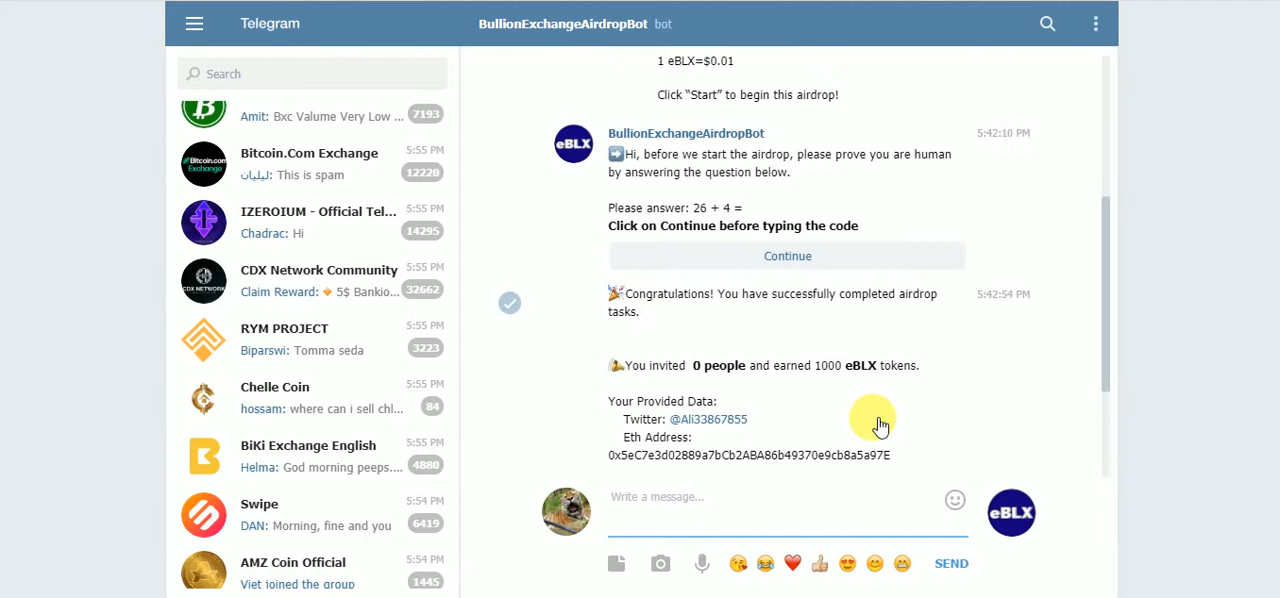 Telegram
BullionExchangeAirdropBot bot
Search
Amit: Bxc Valume Very Low ... 7193
Bitcoin.Com Exchange 5:55 PM
ليليان: This is spam 12220
IZEROIUM - Official Tel... 5:55 PM
Chadrac: Hi 14295
CDX Network Community 5:55 PM
Claim Reward: 🔸 5$ Bankio... 32662
RYM PROJECT 5:55 PM
Biparswi: Tomma seda 3223
Chelle Coin 5:55 PM
hossam: where can i sell chl... 84
BiKi Exchange English 5:55 PM
Helma: God morning peeps.... 4880
Swipe 5:54 PM
DAN: Morning, fine and you 6419
AMZ Coin Official 5:54 PM
Viet joined the group 1445
1 eBLX=$0.01
Click “Start” to begin this airdrop!
eBLX
BullionExchangeAirdropBot 5:42:10 PM
➡️Hi, before we start the airdrop, please prove you are human
by answering the question below.
Please answer: 26 + 4 =
Click on Continue before typing the code
Continue
🎉Congratulations! You have successfully completed airdrop 5:42:54 PM
tasks.
You invited 0 people and earned 1000 eBLX tokens.
Your Provided Data:
Twitter: @Ali33867855
Eth Address:
0x5eC7e3d02889a7bCb2ABA86b49370e9cb8a5a97E
Write a message...
eBLX
SEND